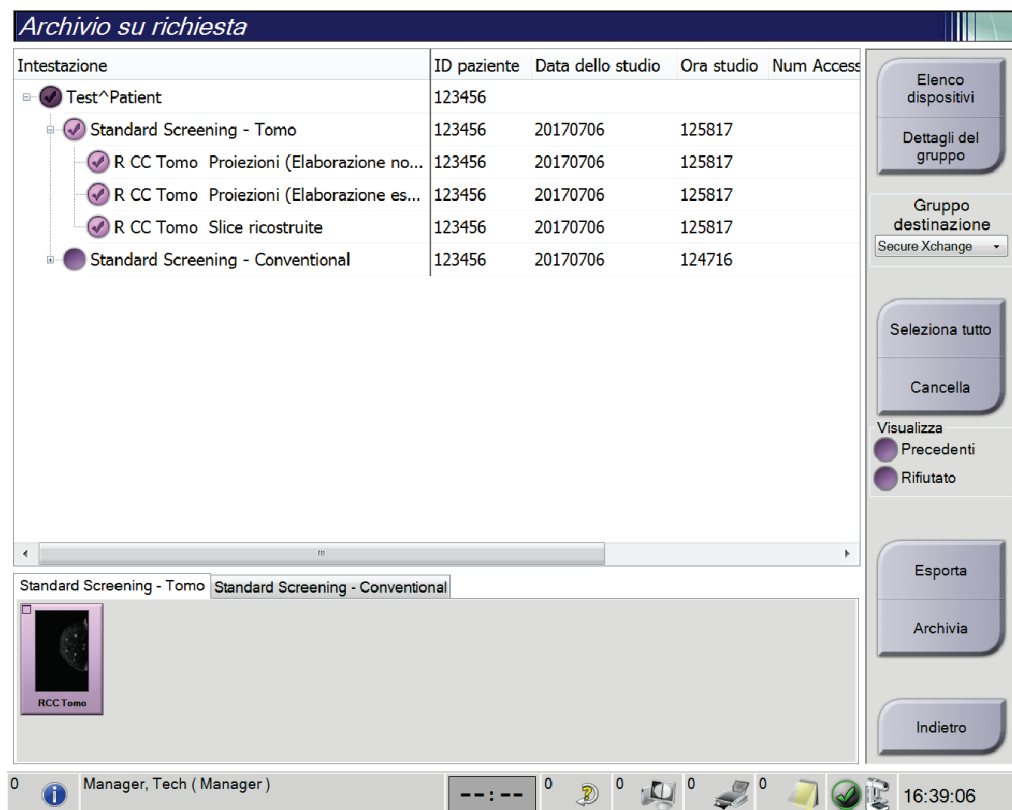 Archivio su richiesta
Intestazione ID paziente Data dello studio Ora studio Num Access
Test^Patient 123456
Standard Screening - Tomo 123456 20170706 125817
R CC Tomo Proiezioni (Elaborazione no... 123456 20170706 125817
R CC Tomo Proiezioni (Elaborazione es... 123456 20170706 125817
R CC Tomo Slice ricostruite 123456 20170706 125817
Standard Screening - Conventional 123456 20170706 124716
Elenco
dispositivi
Dettagli del
gruppo
Gruppo
destinazione
Secure Xchange
Seleziona tutto
Cancella
Visualizza
Precedenti
Rifiutato
Esporta
Archivia
Indietro
Standard Screening - Tomo Standard Screening - Conventional
RCC Tomo
0 Manager, Tech ( Manager ) --:-- 0 0 0 0 16:39:06